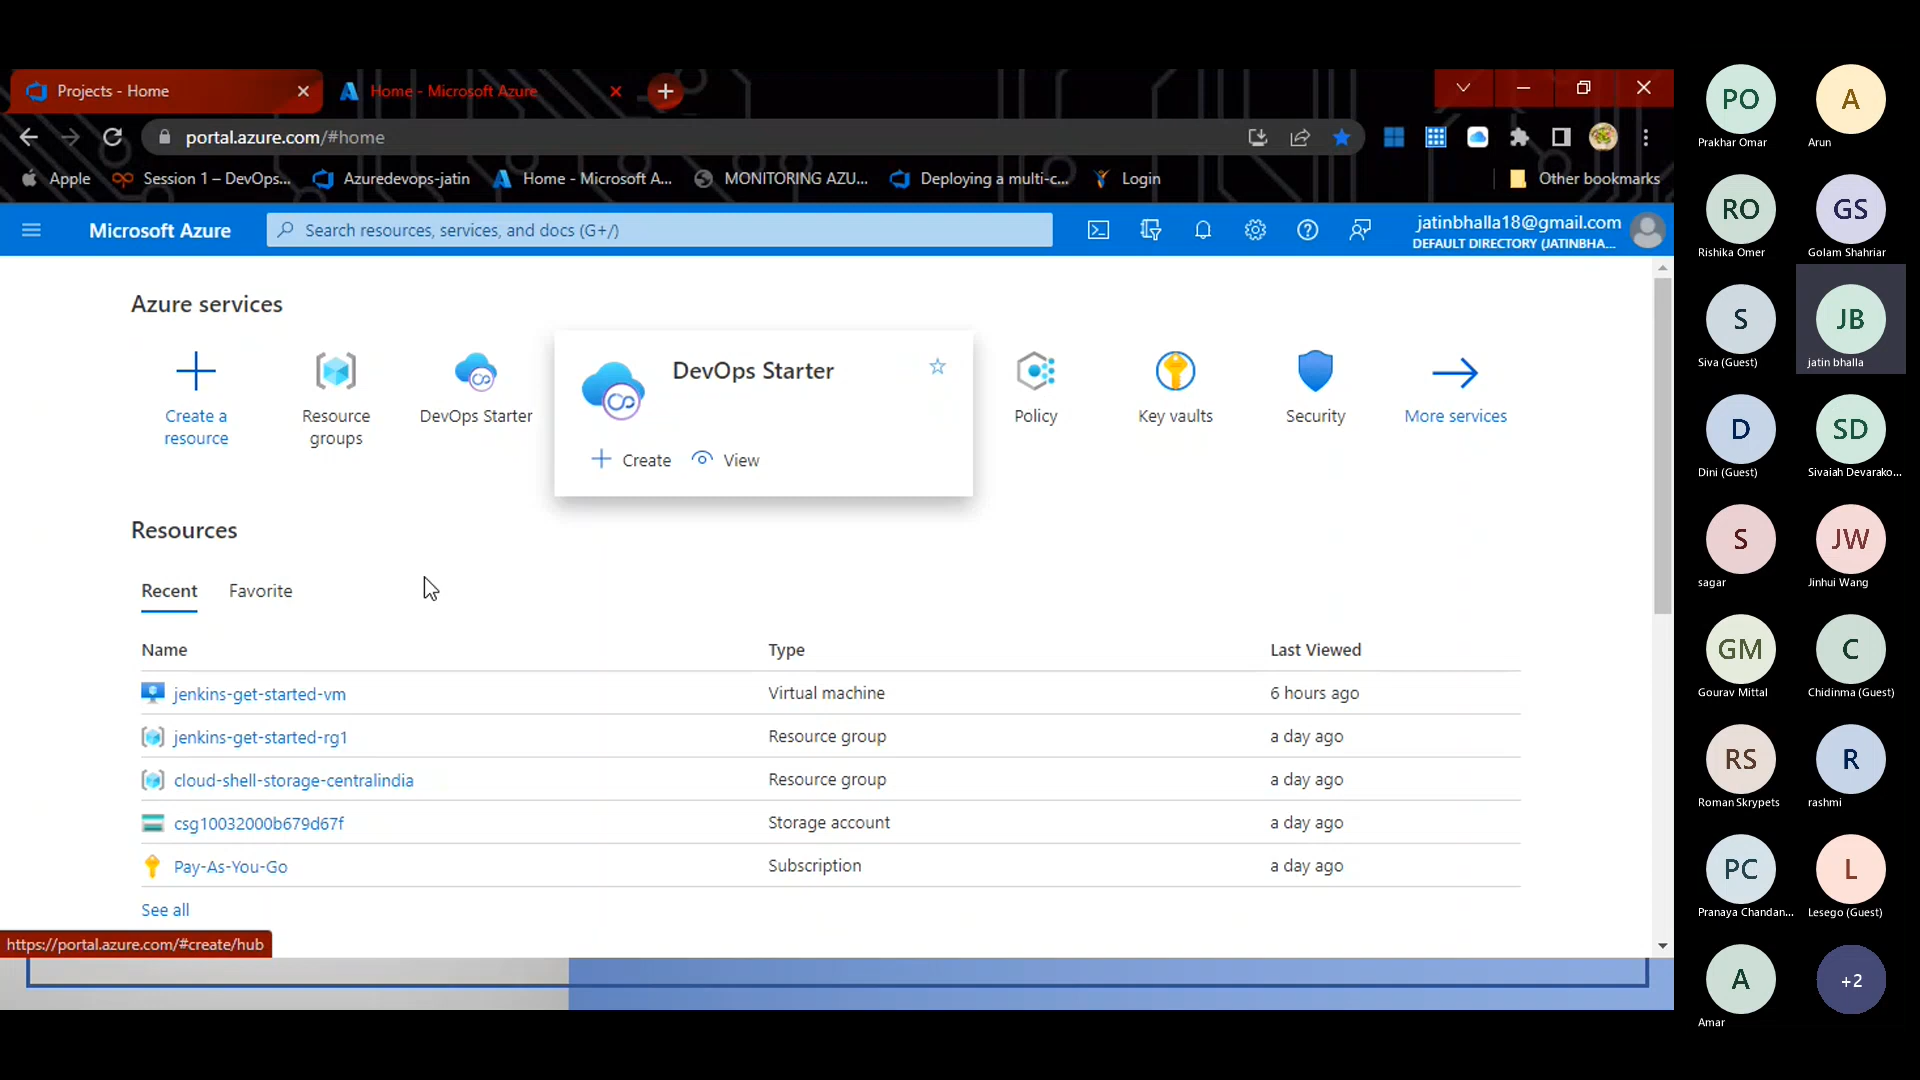 Projects - Home
Home - Microsoft Azure
portal.azure.com/#home
Apple
Session 1 – DevOps...
Azuredevops-jatin
Home - Microsoft A...
MONITORING AZU...
Deploying a multi-c...
Login
Other bookmarks
Microsoft Azure
Search resources, services, and docs (G+/)
jatinbhalla18@gmail.com
DEFAULT DIRECTORY (JATINBHA...
Azure services
Create a
resource
Resource
groups
DevOps Starter
DevOps Starter
Create
View
Policy
Key vaults
Security
More services
Resources
Recent
Favorite
Name
Type
Last Viewed
jenkins-get-started-vm
Virtual machine
6 hours ago
jenkins-get-started-rg1
Resource group
a day ago
cloud-shell-storage-centralindia
Resource group
a day ago
csg10032000b679d67f
Storage account
a day ago
Pay-As-You-Go
Subscription
a day ago
See all
https://portal.azure.com/#create/hub
PO
Prakhar Omar
A
Arun
RO
Rishika Omer
GS
Golam Shahriar
S
Siva (Guest)
JB
jatin bhalla
D
Dini (Guest)
SD
Sivaiah Devarako...
S
sagar
JW
Jinhui Wang
GM
Gourav Mittal
C
Chidinma (Guest)
RS
Roman Skrypets
R
rashmi
PC
Pranaya Chandan...
L
Lesego (Guest)
A
Amar
+2